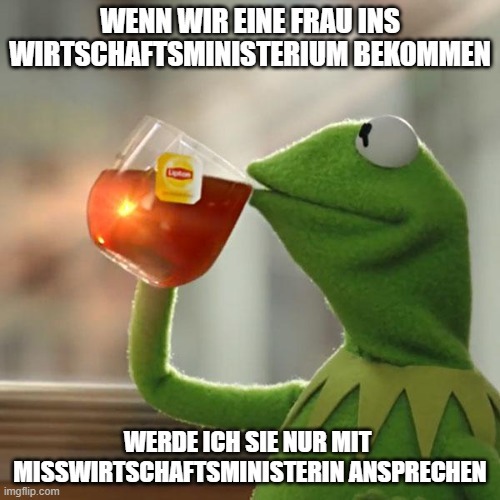 WENN WIR EINE FRAU INS
WIRTSCHAFTSMINISTERIUM BEKOMMEN
Lipton
WERDE ICH SIE NUR MIT
MISSWIRTSCHAFTSMINISTERIN ANSPRECHEN
imgflip.com